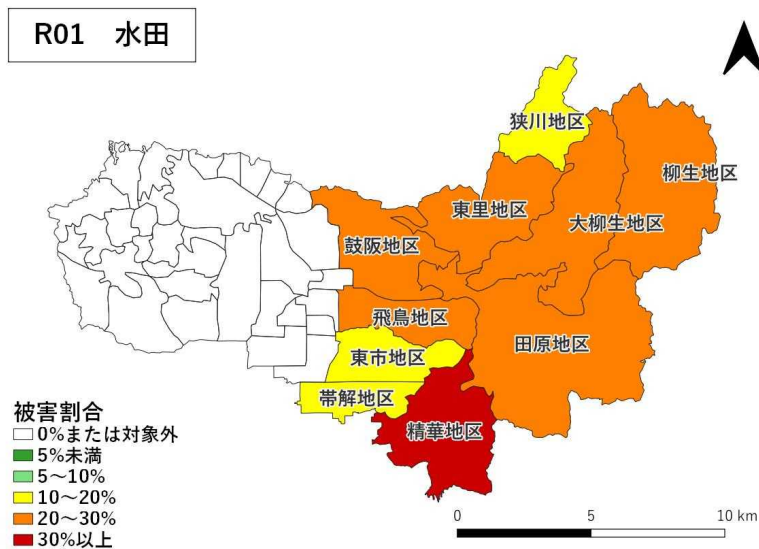 R01　水田
狭川地区
柳生地区
東里地区
大柳生地区
鼓阪地区
飛鳥地区
田原地区
東市地区
帯解地区
精華地区
被害割合
0%または対象外
5%未満
5～10%
10～20%
20～30%
30%以上
0 5 10 km